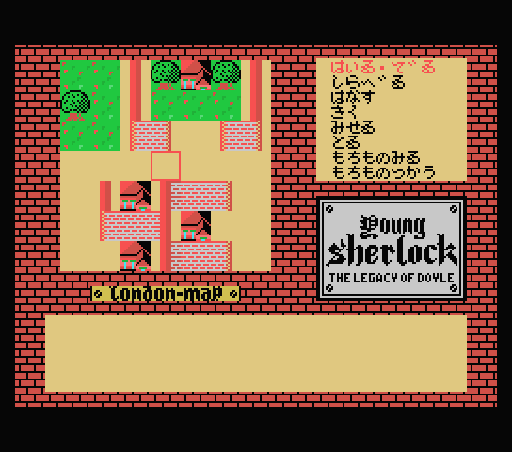 はいる・でる
しらべる
はなす
きく
みせる
とる
もちものみる
もちものつかう
Young
Sherlock
THE LEGACY OF DOYLE
London-map